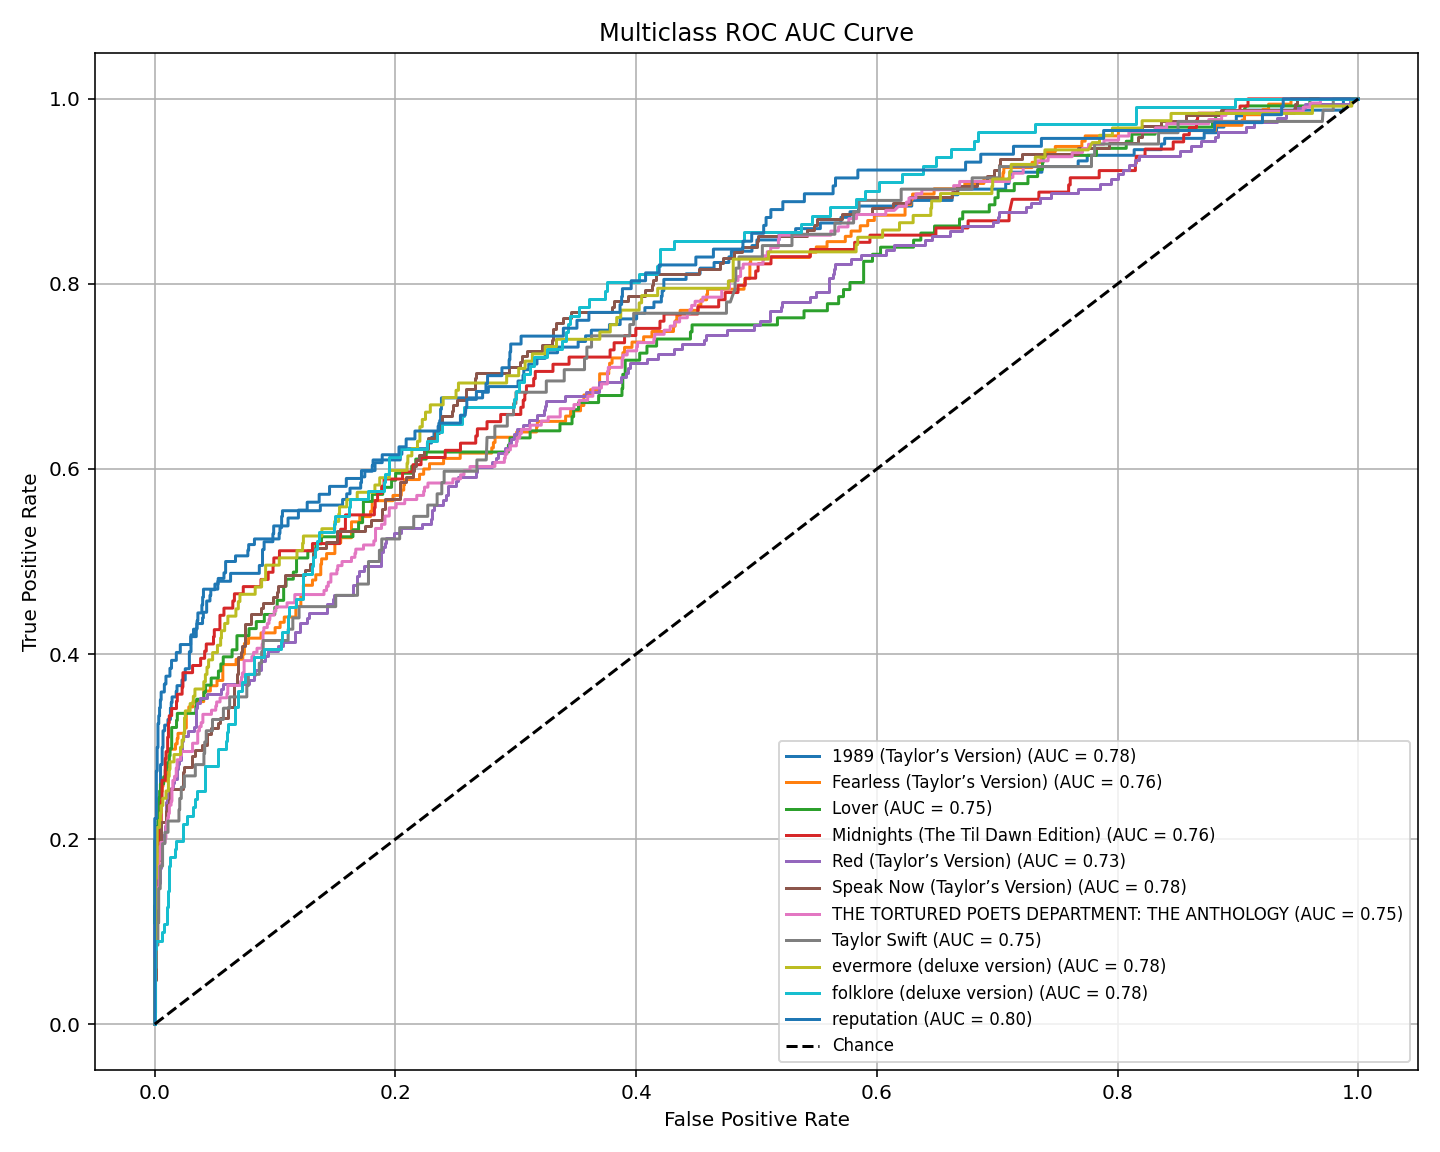 Multiclass ROC AUC Curve
True Positive Rate
1.0
0.8
0.6
0.4
0.2
0.0
0.0 0.2 0.4 0.6 0.8 1.0
False Positive Rate
1989 (Taylor’s Version) (AUC = 0.78)
Fearless (Taylor’s Version) (AUC = 0.76)
Lover (AUC = 0.75)
Midnights (The Til Dawn Edition) (AUC = 0.76)
Red (Taylor’s Version) (AUC = 0.73)
Speak Now (Taylor’s Version) (AUC = 0.78)
THE TORTURED POETS DEPARTMENT: THE ANTHOLOGY (AUC = 0.75)
Taylor Swift (AUC = 0.75)
evermore (deluxe version) (AUC = 0.78)
folklore (deluxe version) (AUC = 0.78)
reputation (AUC = 0.80)
Chance